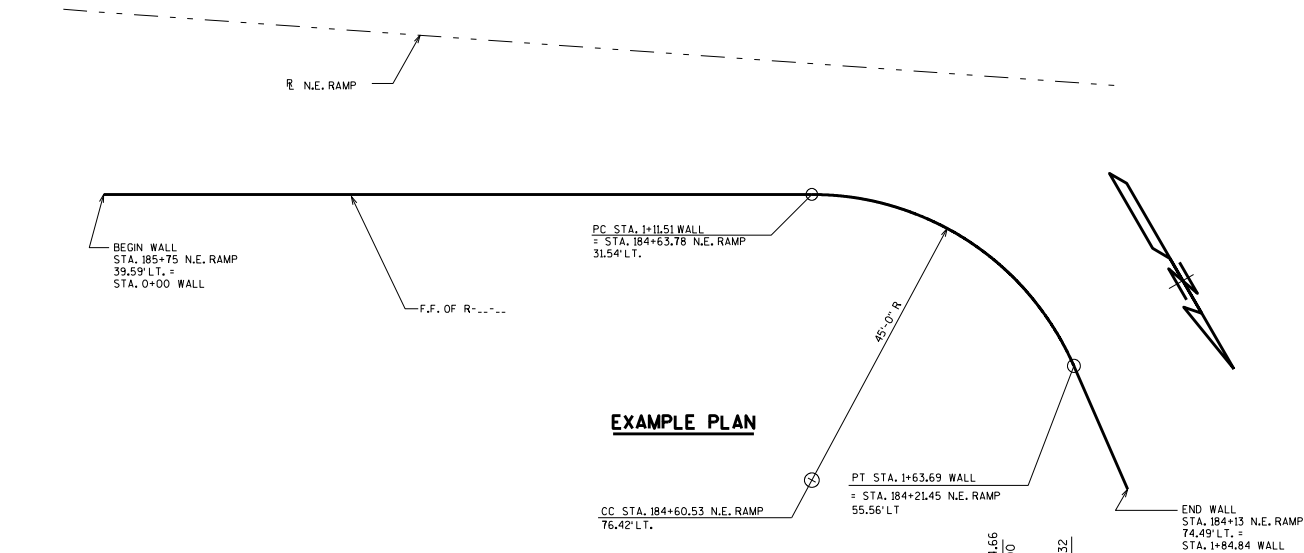 ℞ N.E. RAMP
BEGIN WALL
STA. 185+75 N.E. RAMP
39.59' LT. =
STA. 0+00 WALL
F.F. OF R-__-__
PC STA. 1+11.51 WALL
= STA. 184+63.78 N.E. RAMP
31.54' LT.
45'-0" R
EXAMPLE PLAN
CC STA. 184+60.53 N.E. RAMP
76.42' LT.
PT STA. 1+63.69 WALL
= STA. 184+21.45 N.E. RAMP
55.56' LT
END WALL
STA. 184+13 N.E. RAMP
74.49' LT. =
STA. 1+84.84 WALL
32